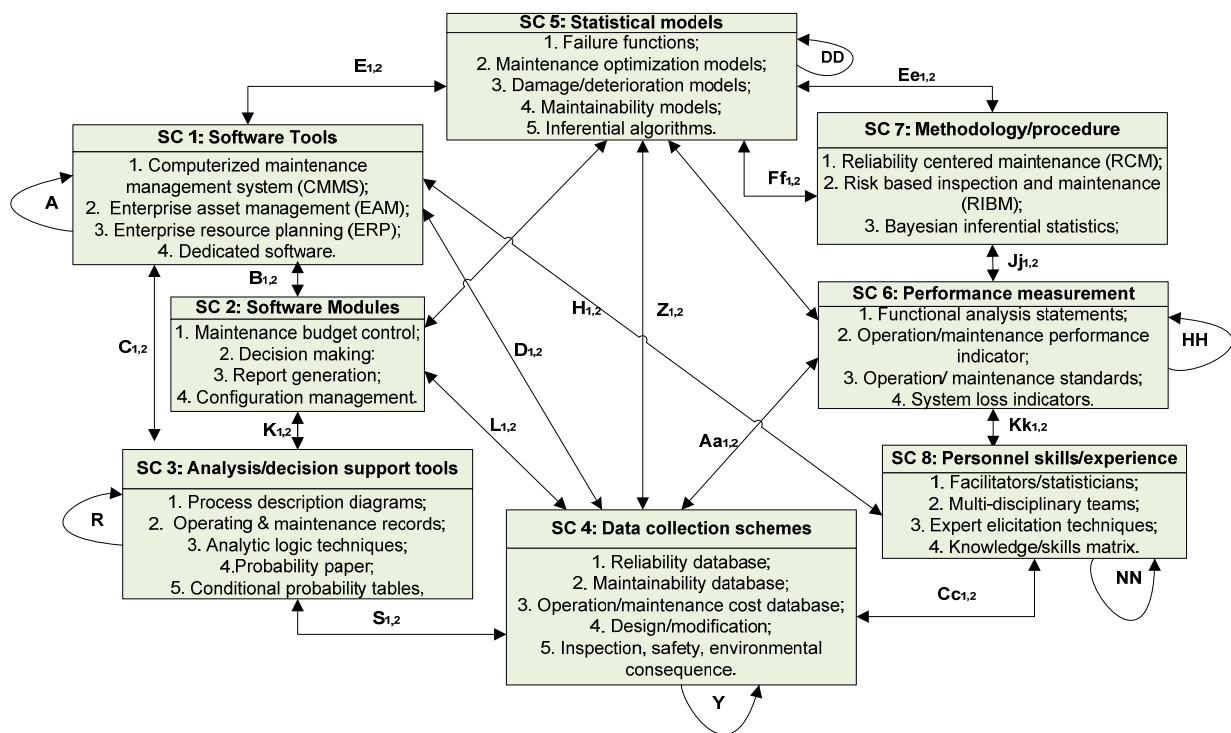 SC 5: Statistical models
1. Failure functions;
2. Maintenance optimization models;
3. Damage/deterioration models;
4. Maintainability models;
5. Inferential algorithms.
DD
E1,2
Ee1,2
SC 1: Software Tools
1. Computerized maintenance
management system (CMMS);
2. Enterprise asset management (EAM);
3. Enterprise resource planning (ERP);
4. Dedicated software.
A
SC 7: Methodology/procedure
1. Reliability centered maintenance (RCM);
2. Risk based inspection and maintenance
(RIBM);
3. Bayesian inferential statistics;
Ff1,2
B1,2
Jj1,2
SC 2: Software Modules
1. Maintenance budget control;
2. Decision making:
3. Report generation;
4. Configuration management.
C1,2
H1,2
Z1,2
D1,2
SC 6: Performance measurement
1. Functional analysis statements;
2. Operation/maintenance performance
indicator;
3. Operation/ maintenance standards;
4. System loss indicators.
HH
K1,2
L1,2
Aa1,2
Kk1,2
SC 3: Analysis/decision support tools
1. Process description diagrams;
2. Operating & maintenance records;
3. Analytic logic techniques;
4.Probability paper;
5. Conditional probability tables,
R
SC 8: Personnel skills/experience
1. Facilitators/statisticians;
2. Multi-disciplinary teams;
3. Expert elicitation techniques;
4. Knowledge/skills matrix.
NN
SC 4: Data collection schemes
1. Reliability database;
2. Maintainability database;
3. Operation/maintenance cost database;
4. Design/modification;
5. Inspection, safety, environmental
consequence.
S1,2
Cc1,2
Y